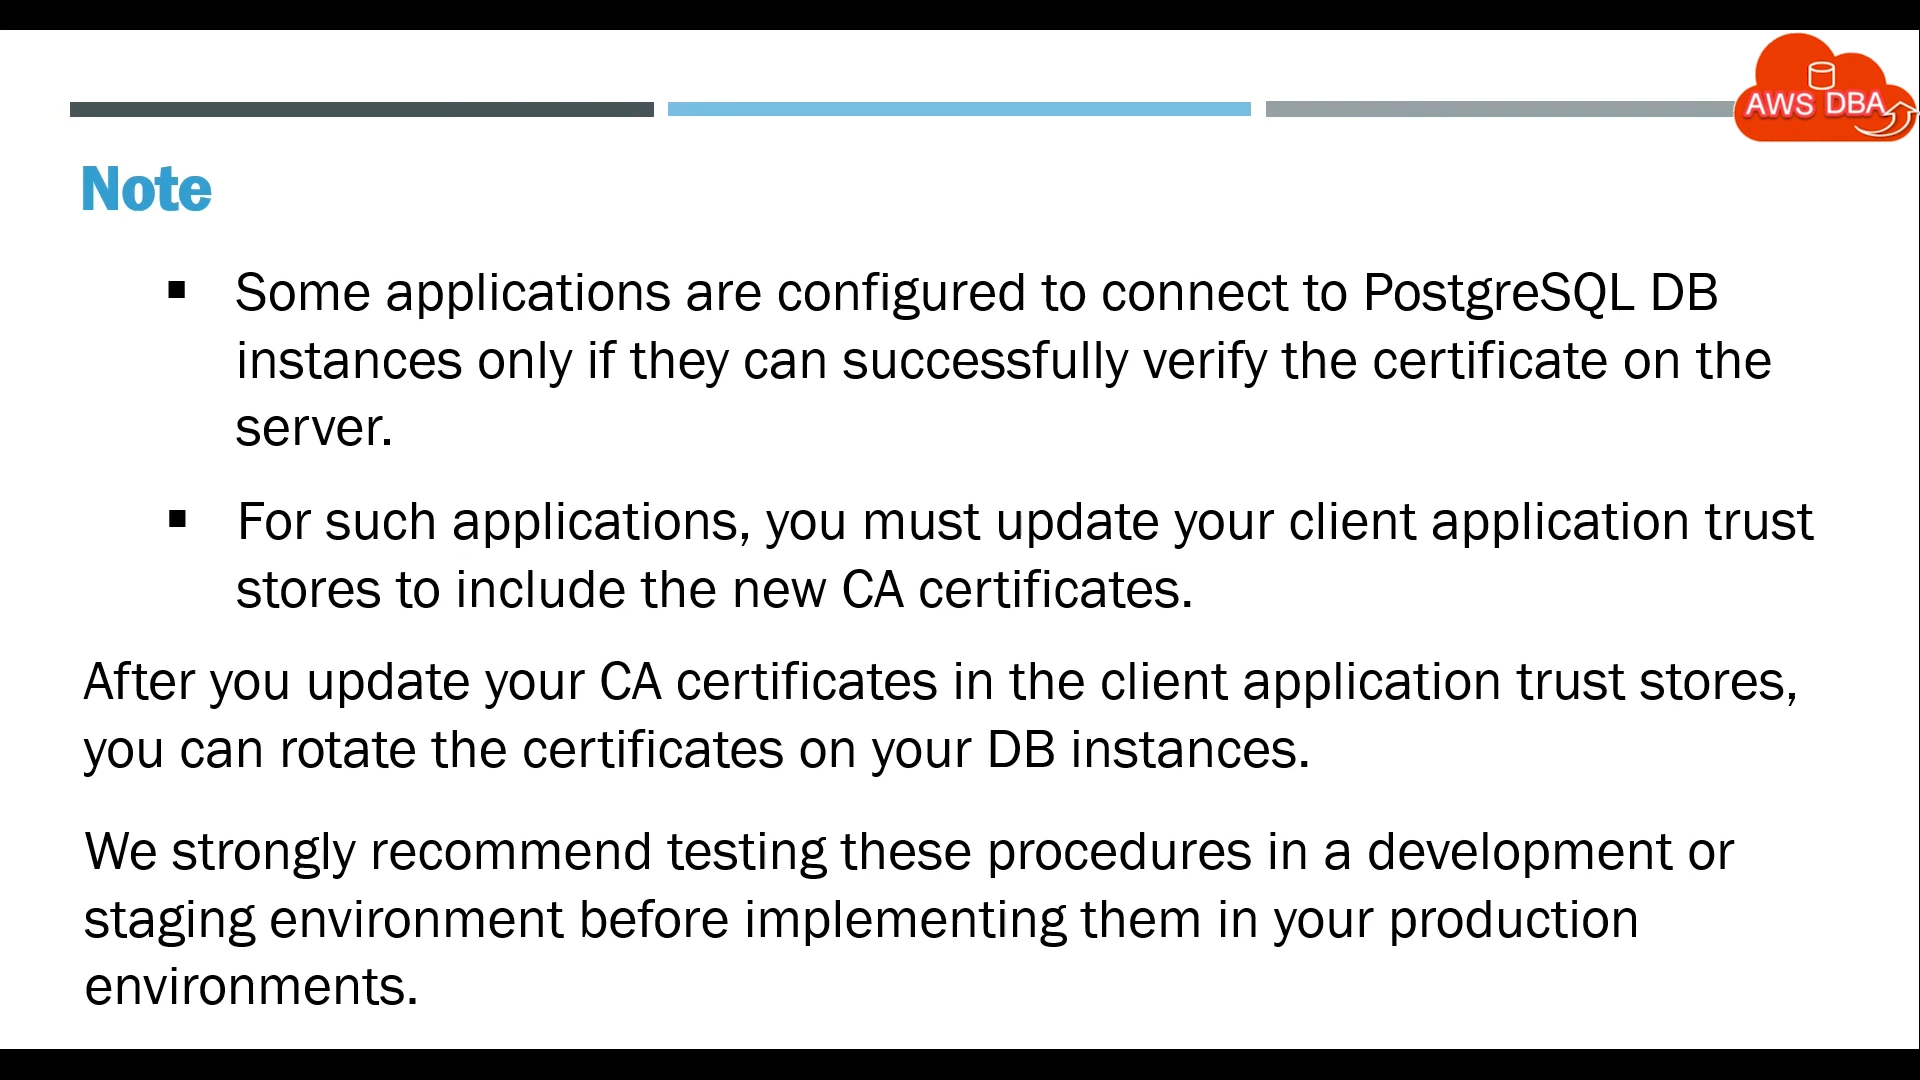 AWS DBA
Note
▪ Some applications are configured to connect to PostgreSQL DB
instances only if they can successfully verify the certificate on the
server.
▪ For such applications, you must update your client application trust
stores to include the new CA certificates.
After you update your CA certificates in the client application trust stores,
you can rotate the certificates on your DB instances.
We strongly recommend testing these procedures in a development or
staging environment before implementing them in your production
environments.